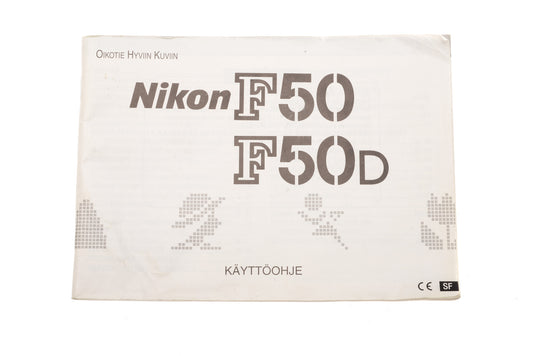 OIKOTIE HYVIIN KUVIIN
Nikon F50
F50D
KÄYTTÖOHJE
CE SF